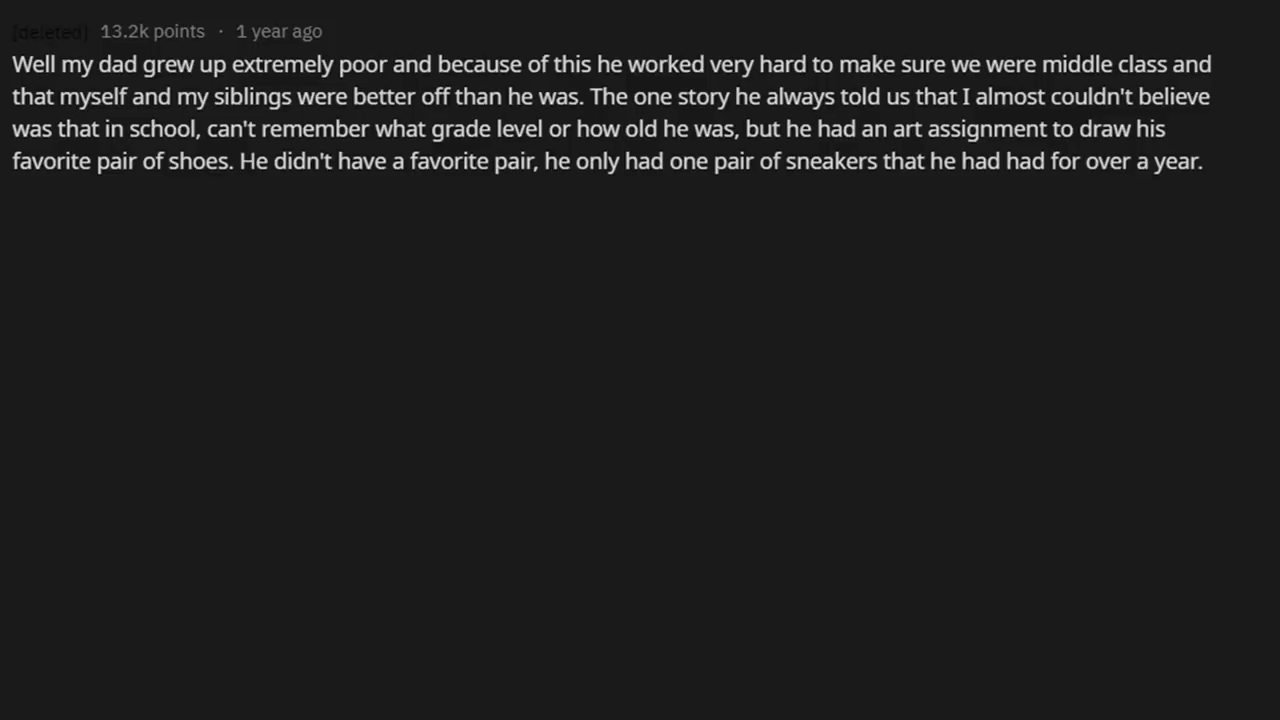 [deleted] 13.2k points · 1 year ago
Well my dad grew up extremely poor and because of this he worked very hard to make sure we were middle class and
that myself and my siblings were better off than he was. The one story he always told us that I almost couldn't believe
was that in school, can't remember what grade level or how old he was, but he had an art assignment to draw his
favorite pair of shoes. He didn't have a favorite pair, he only had one pair of sneakers that he had had for over a year.